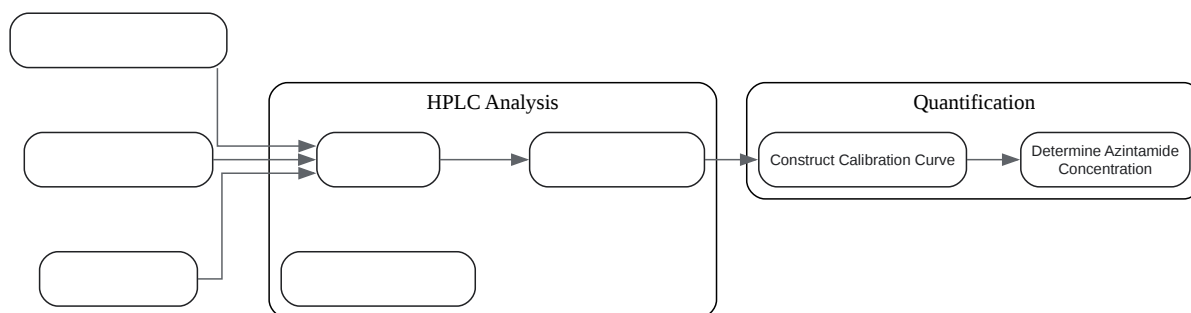 HPLC Analysis
Quantification
Construct Calibration Curve
Determine Azintamide
Concentration